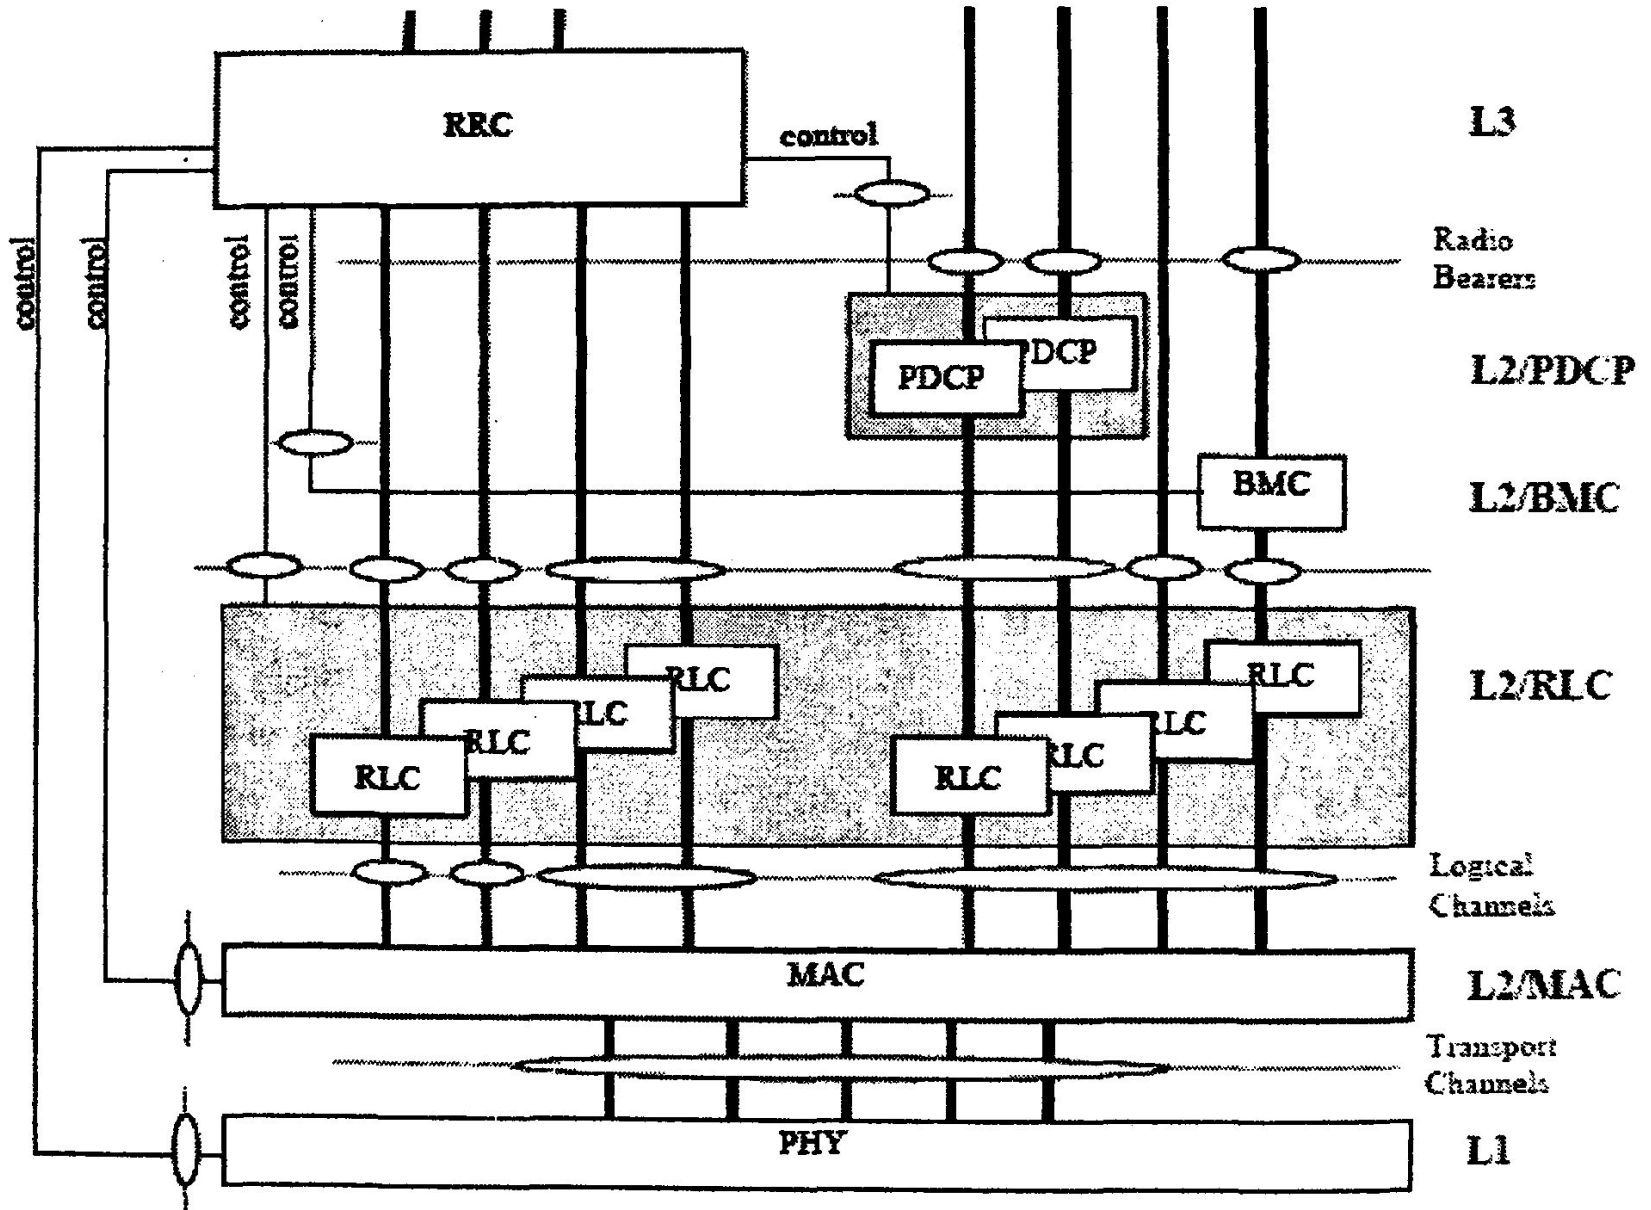 RRC
control
L3
control
control
control
control
Radio
Bearers
PDCP
PDCP
L2/PDCP
BMC
L2/BMC
RLC
RLC
RLC
RLC
RLC
RLC
RLC
RLC
L2/RLC
Logical
Channels
MAC
L2/MAC
Transport
Channels
PHY
L1